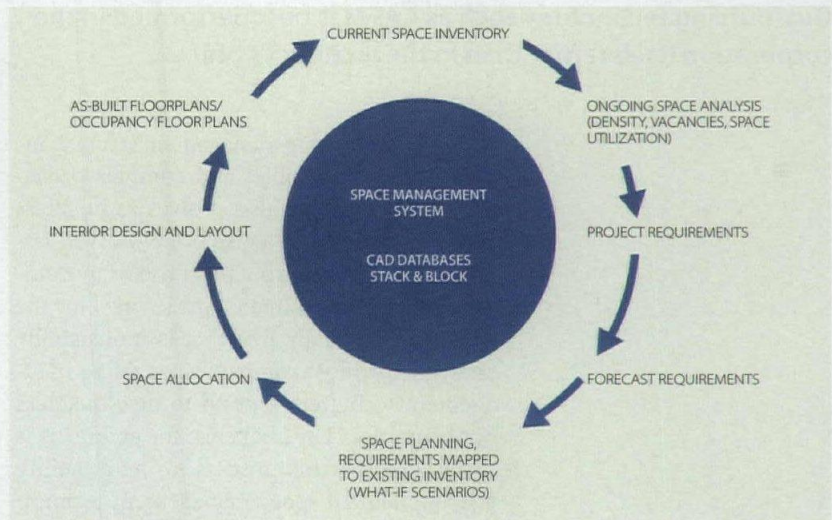 CURRENT SPACE INVENTORY
ONGOING SPACE ANALYSIS
(DENSITY, VACANCIES, SPACE
UTILIZATION)
PROJECT REQUIREMENTS
FORECAST REQUIREMENTS
SPACE PLANNING,
REQUIREMENTS MAPPED
TO EXISTING INVENTORY
(WHAT-IF SCENARIOS)
SPACE ALLOCATION
INTERIOR DESIGN AND LAYOUT
AS-BUILT FLOORPLANS/
OCCUPANCY FLOOR PLANS
SPACE MANAGEMENT
SYSTEM
CAD DATABASES
STACK & BLOCK